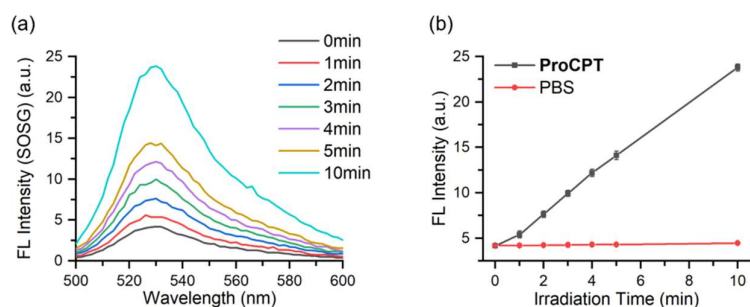 (a)
FL Intensity (SOSG) (a.u.)
25
20
15
10
5
0
500 520 540 560 580 600
Wavelength (nm)
0min
1min
2min
3min
4min
5min
10min
(b)
FL Intensity (a.u.)
25
20
15
10
5
0 2 4 6 8 10
Irradiation Time (min)
ProCPT
PBS